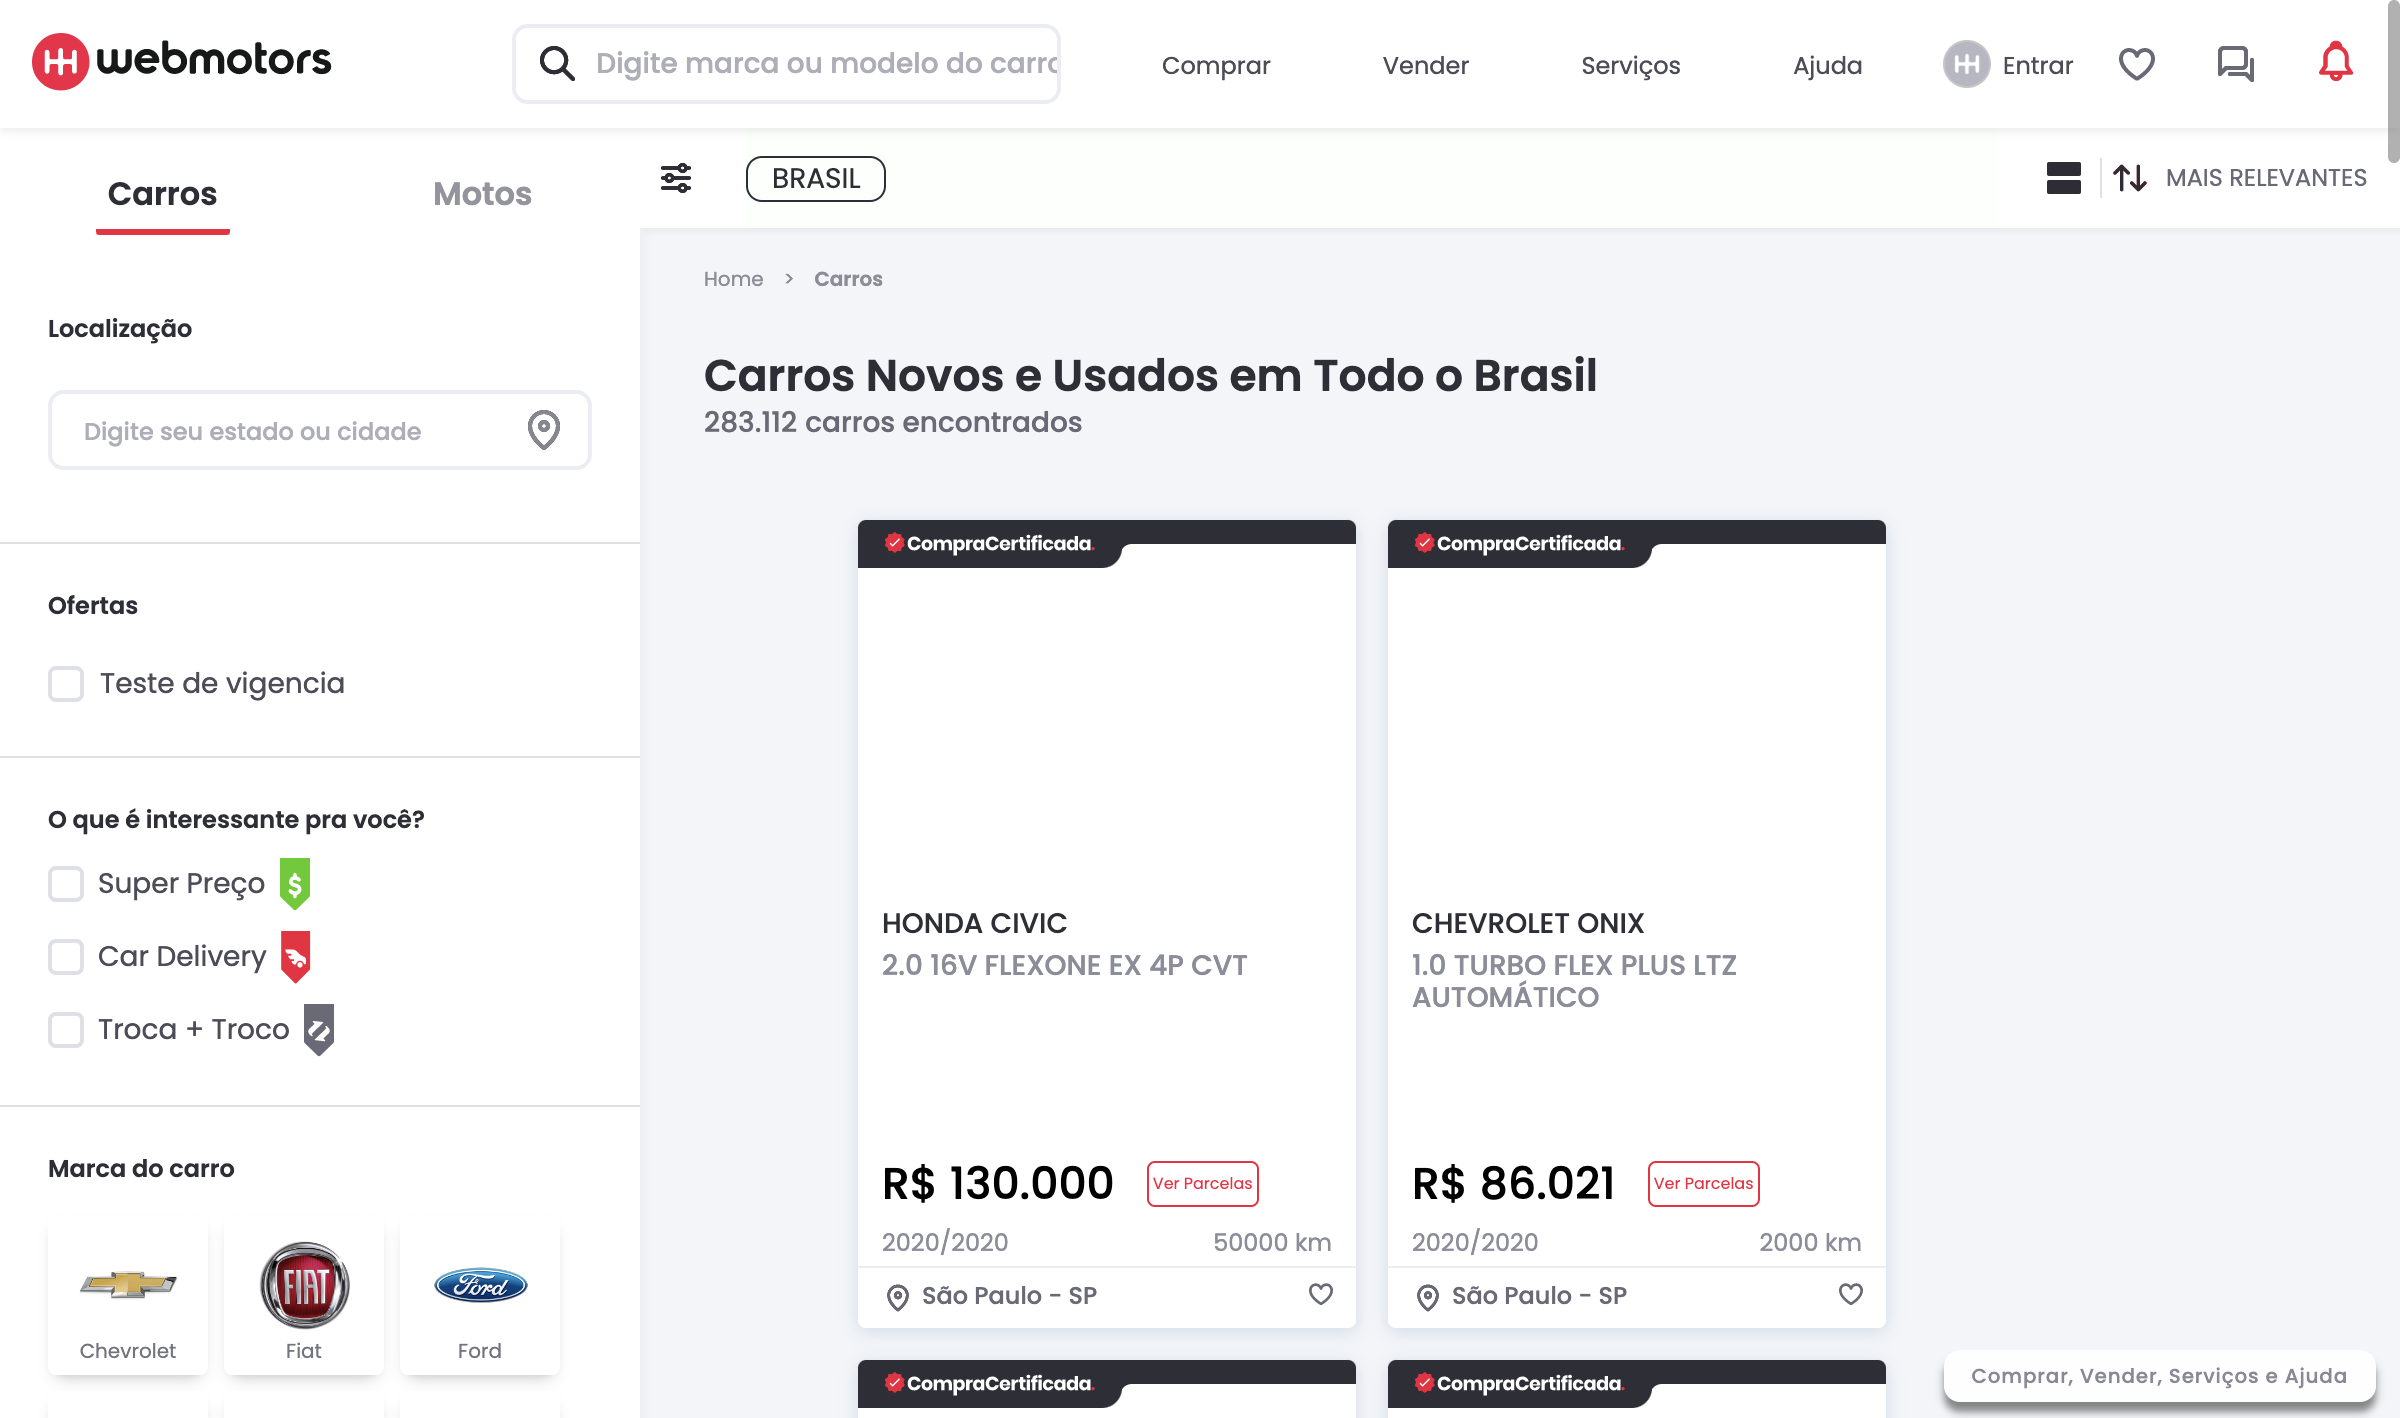 webmotors
Digite marca ou modelo do carro
Comprar
Vender
Serviços
Ajuda
Entrar
Carros
Motos
BRASIL
MAIS RELEVANTES
Localização
Digite seu estado ou cidade
Ofertas
Teste de vigencia
O que é interessante pra você?
Super Preço
$
Car Delivery
Troca + Troco
Marca do carro
FIAT
Ford
Chevrolet
Fiat
Ford
Home > Carros
Carros Novos e Usados em Todo o Brasil
283.112 carros encontrados
CompraCertificada.
HONDA CIVIC
2.0 16V FLEXONE EX 4P CVT
R$ 130.000
Ver Parcelas
2020/2020
50000 km
São Paulo - SP
CompraCertificada.
CHEVROLET ONIX
1.0 TURBO FLEX PLUS LTZ
AUTOMÁTICO
R$ 86.021
Ver Parcelas
2020/2020
2000 km
São Paulo - SP
CompraCertificada.
CompraCertificada.
Comprar, Vender, Serviços e Ajuda